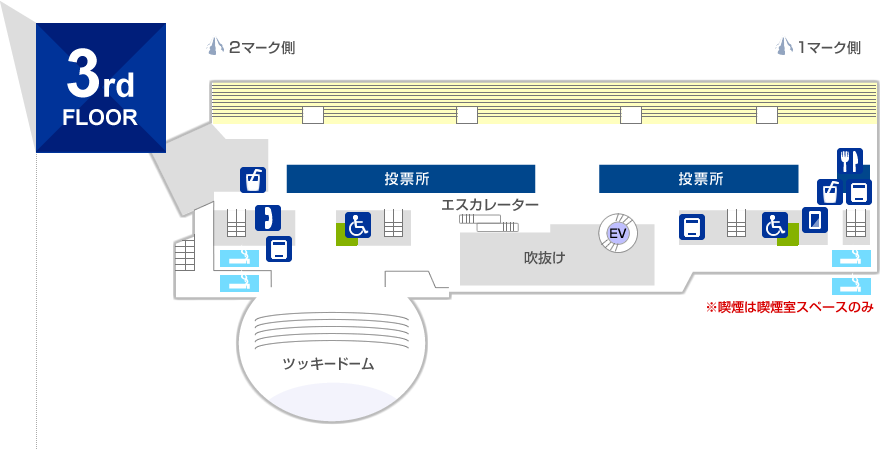 3rd
FLOOR
2マーク側
1マーク側
投票所
投票所
エスカレーター
EV
吹抜け
※喫煙は喫煙室スペースのみ
ツッキードーム